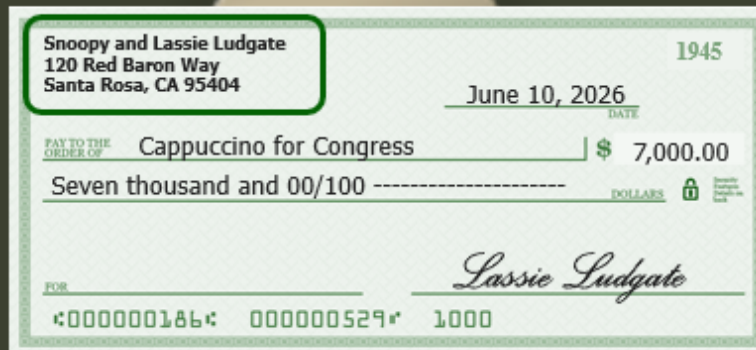 Snoopy and Lassie Ludgate
120 Red Baron Way
Santa Rosa, CA 95404
1945
June 10, 2026
DATE
PAY TO THE
ORDER OF
Cappuccino for Congress
$ 7,000.00
Seven thousand and 00/100 ---------------------
DOLLARS
Lassie Ludgate
FOR
⑆000000186⑆ 000000529⑈ 1000